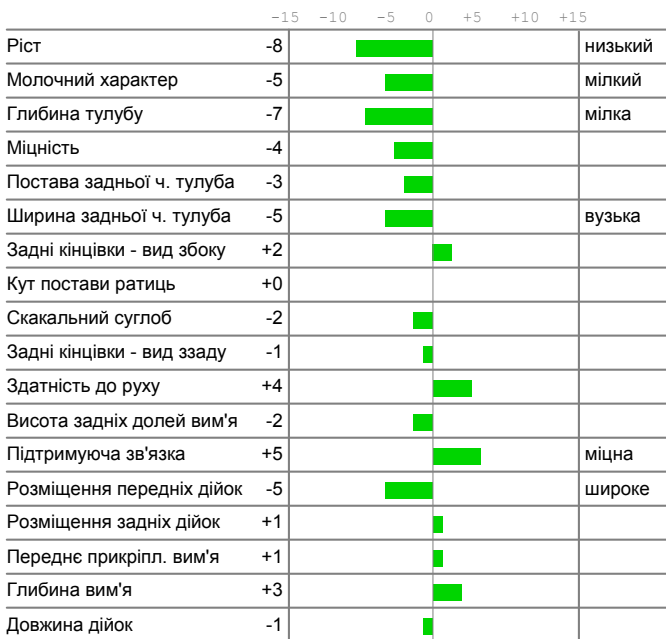 -15 -10 -5 0 +5 +10 +15
Ріст -8 низький
Молочний характер -5 мілкий
Глибина тулубу -7 мілка
Міцність -4
Постава задньої ч. тулуба -3
Ширина задньої ч. тулуба -5 вузька
Задні кінцівки - вид збоку +2
Кут постави ратиць +0
Скакальний суглоб -2
Задні кінцівки - вид ззаду -1
Здатність до руху +4
Висота задніх долей вим'я -2
Підтримуюча зв'язка +5 міцна
Розміщення передніх дійок -5 широке
Розміщення задніх дійок +1
Переднє прикріпл. вим'я +1
Глибина вим'я +3
Довжина дійок -1